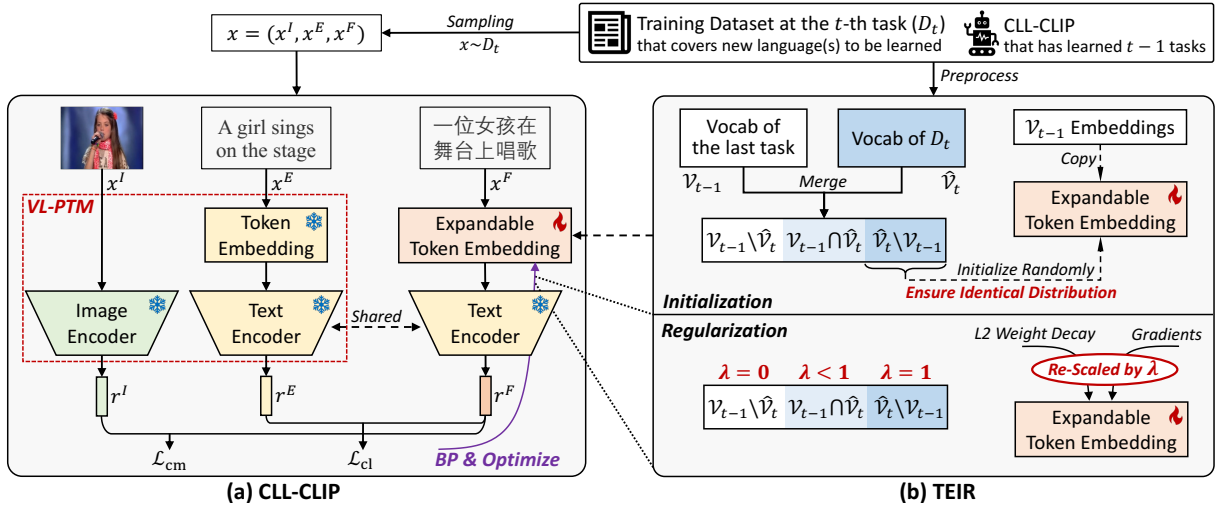 x = (x^I, x^E, x^F)
Sampling
x~D_t
Training Dataset at the t-th task (D_t)
that covers new language(s) to be learned
CLL-CLIP
that has learned t − 1 tasks
Preprocess
A girl sings
on the stage
一位女孩在
舞台上唱歌
x^I
x^E
x^F
VL-PTM
Token
Embedding
Expandable
Token Embedding
Image
Encoder
Text
Encoder
Shared
Text
Encoder
r^I
r^E
r^F
ℒ_cm
ℒ_cl
BP & Optimize
(a) CLL-CLIP
Vocab of
the last task
Vocab of D_t
𝒱_{t−1}
Merge
𝒱̂_t
𝒱_{t−1} Embeddings
Copy
Expandable
Token Embedding
𝒱_{t−1}\𝒱̂_t
𝒱_{t−1}⋂𝒱̂_t
𝒱̂_t\𝒱_{t−1}
Initialize Randomly
Ensure Identical Distribution
Initialization
Regularization
L2 Weight Decay
Gradients
Re-Scaled by λ
λ = 0
λ < 1
λ = 1
𝒱_{t−1}\𝒱̂_t
𝒱_{t−1}⋂𝒱̂_t
𝒱̂_t\𝒱_{t−1}
Expandable
Token Embedding
(b) TEIR